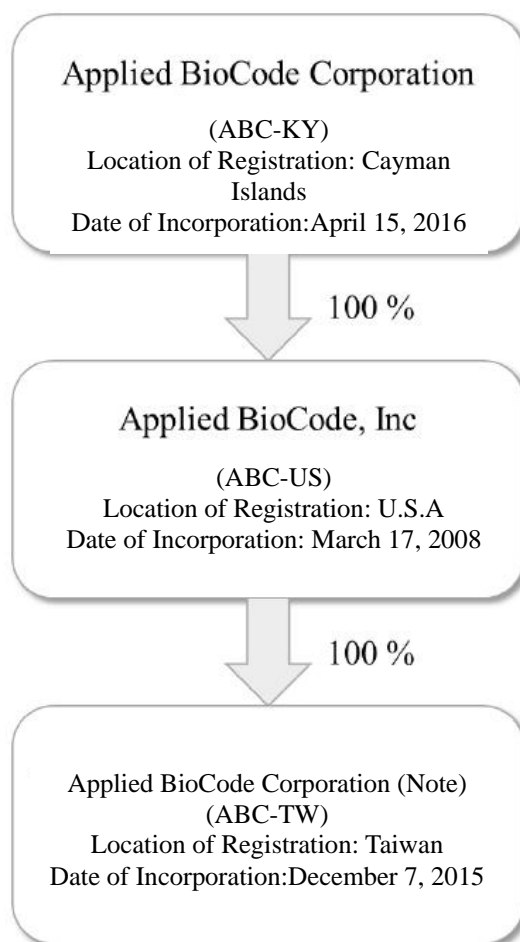 Applied BioCode Corporation
(ABC-KY)
Location of Registration: Cayman
Islands
Date of Incorporation:April 15, 2016
100 %
Applied BioCode, Inc
(ABC-US)
Location of Registration: U.S.A
Date of Incorporation: March 17, 2008
100 %
Applied BioCode Corporation (Note)
(ABC-TW)
Location of Registration: Taiwan
Date of Incorporation:December 7, 2015